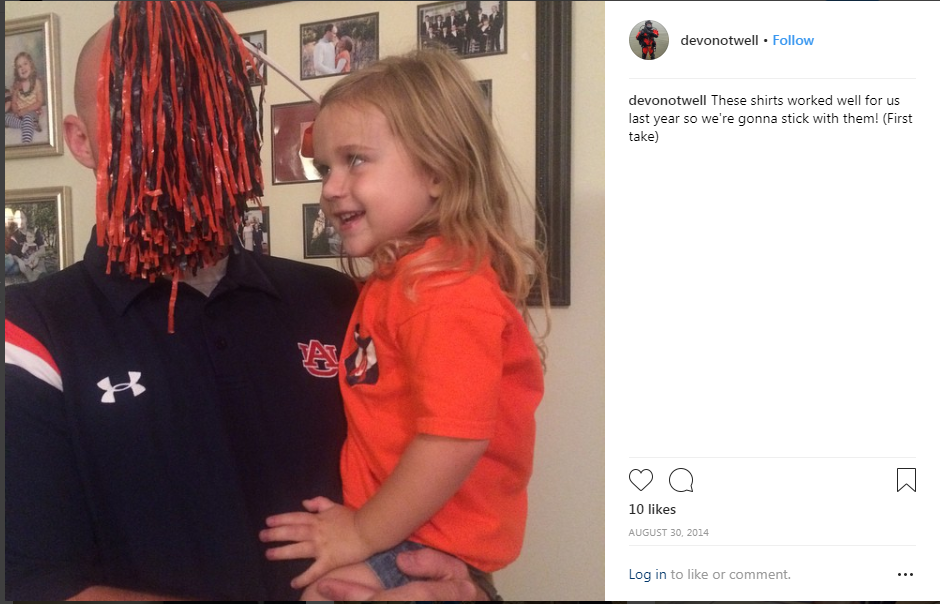 AU
devonotwell • Follow
devonotwell These shirts worked well for us
last year so we're gonna stick with them! (First
take)
10 likes
AUGUST 30, 2014
Log in to like or comment.